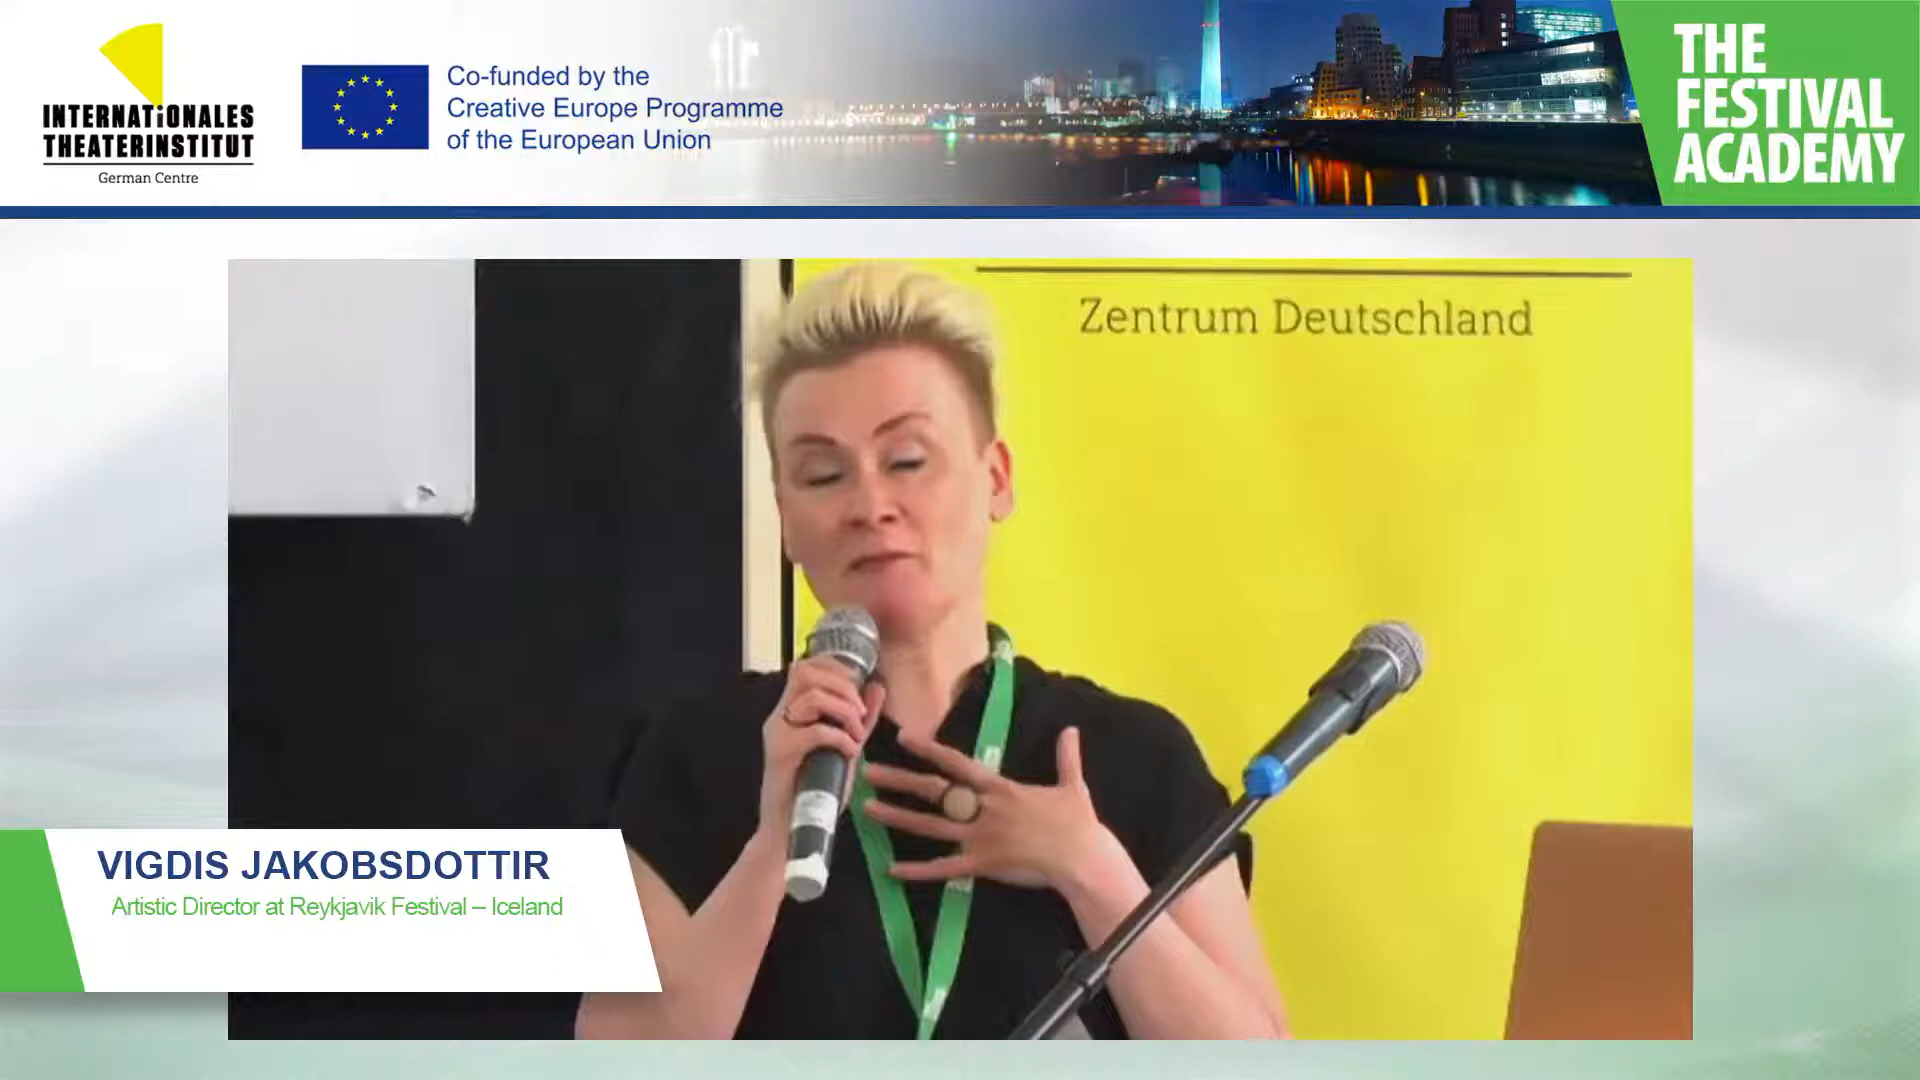 INTERNATiONALES
THEATERINSTITUT
German Centre
Co-funded by the
Creative Europe Programme
of the European Union
THE
FESTIVAL
ACADEMY
Zentrum Deutschland
VIGDIS JAKOBSDOTTIR
Artistic Director at Reykjavik Festival – Iceland